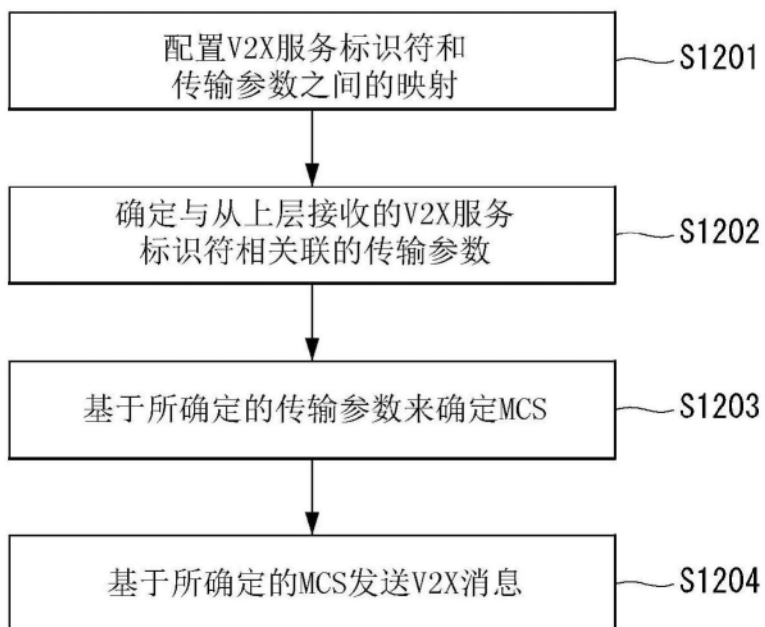 配置V2X服务标识符和
传输参数之间的映射
S1201
确定与从上层接收的V2X服务
标识符相关联的传输参数
S1202
基于所确定的传输参数来确定MCS
S1203
基于所确定的MCS发送V2X消息
S1204